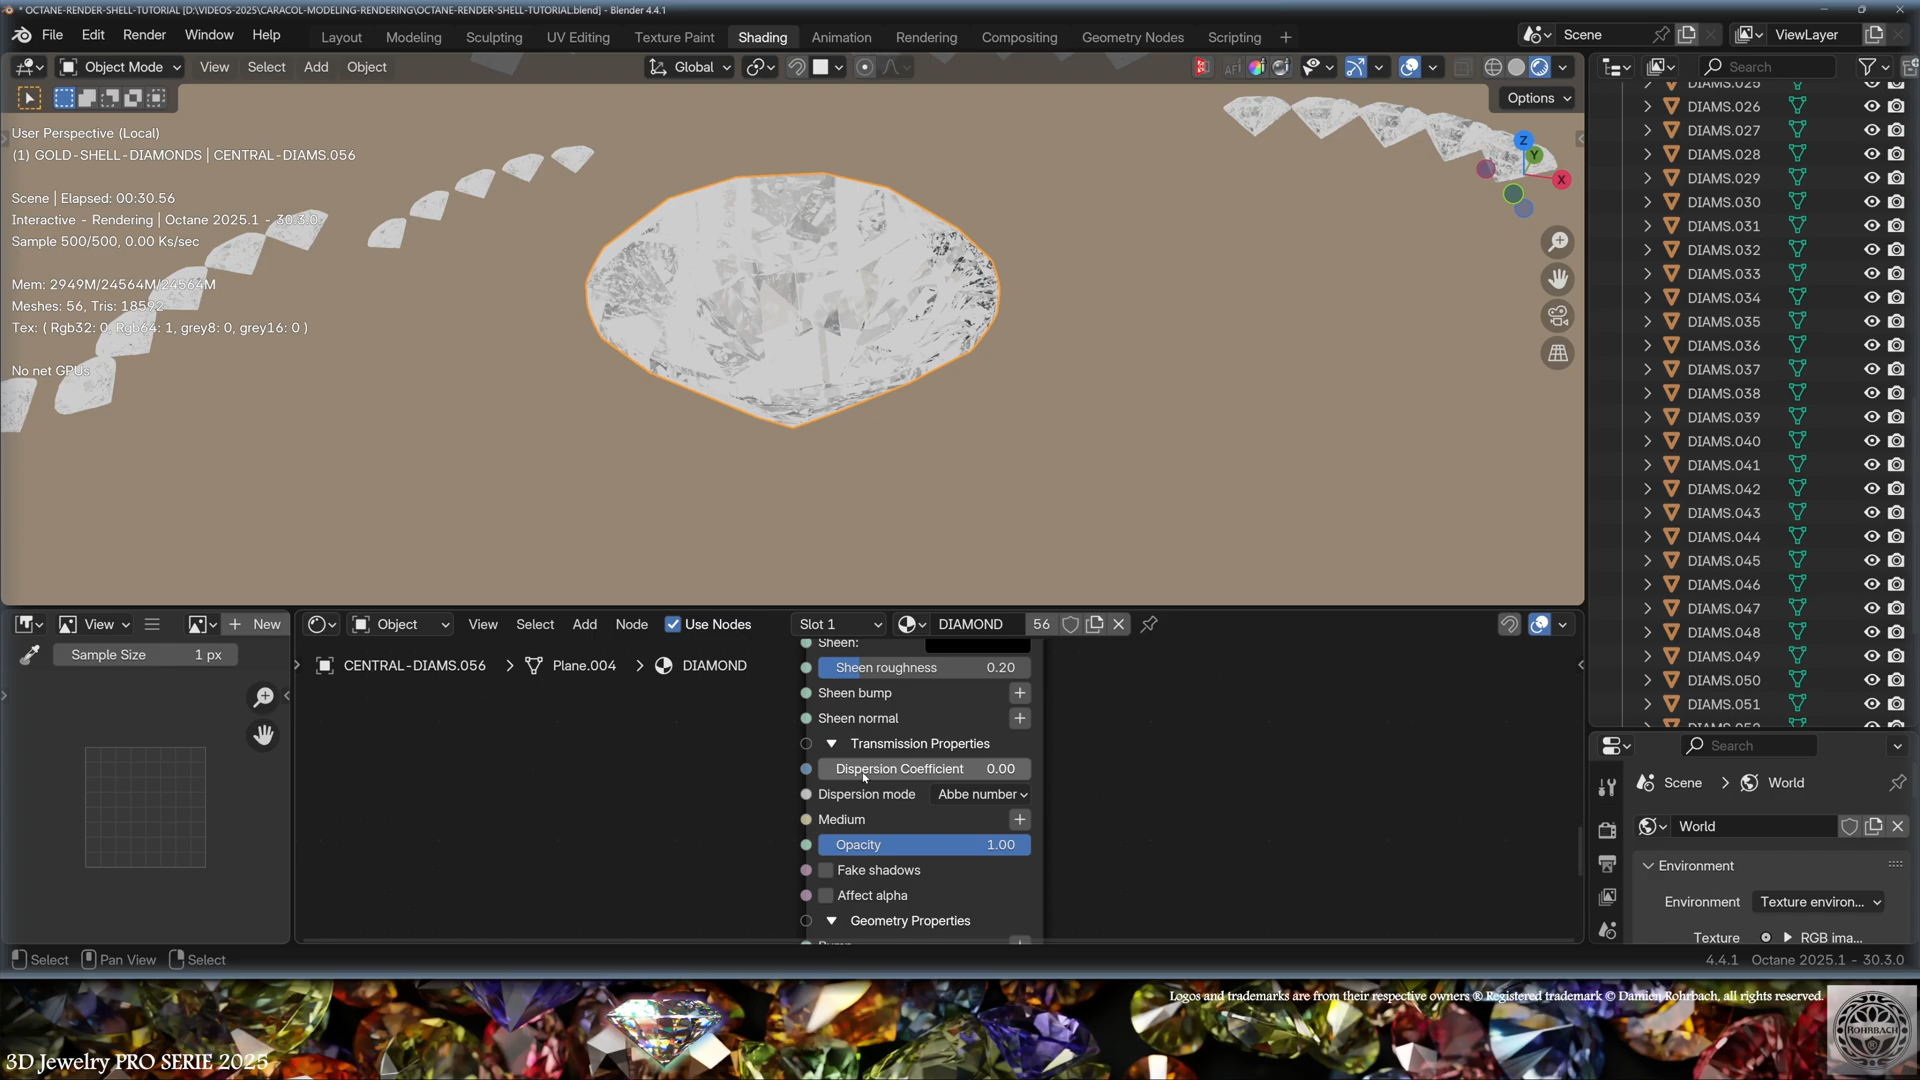 * OCTANE-RENDER-SHELL-TUTORIAL [D:\VIDEOS-2025\CARACOL-MODELING-RENDERING\OCTANE-RENDER-SHELL-TUTORIAL.blend] - Blender 4.4.1
File Edit Render Window Help
Layout Modeling Sculpting UV Editing Texture Paint Shading Animation Rendering Compositing Geometry Nodes Scripting +
Scene
ViewLayer
Object Mode View Select Add Object
Global
Search
Options
User Perspective (Local)
(1) GOLD-SHELL-DIAMONDS | CENTRAL-DIAMS.056
Scene | Elapsed: 00:30.56
Interactive - Rendering | Octane 2025.1 - 30.3.0
Sample 500/500, 0.00 Ks/sec
Mem: 2949M/24564M/24564M
Meshes: 56, Tris: 18592
Tex: ( Rgb32: 0, Rgb64: 1, grey8: 0, grey16: 0 )
No net GPUs
Z
Y
X
DIAMS.025
DIAMS.026
DIAMS.027
DIAMS.028
DIAMS.029
DIAMS.030
DIAMS.031
DIAMS.032
DIAMS.033
DIAMS.034
DIAMS.035
DIAMS.036
DIAMS.037
DIAMS.038
DIAMS.039
DIAMS.040
DIAMS.041
DIAMS.042
DIAMS.043
DIAMS.044
DIAMS.045
DIAMS.046
DIAMS.047
DIAMS.048
DIAMS.049
DIAMS.050
DIAMS.051
DIAMS.052
View
New
Sample Size 1 px
Object View Select Add Node Use Nodes Slot 1 DIAMOND 56
CENTRAL-DIAMS.056 > Plane.004 > DIAMOND
Sheen:
Sheen roughness 0.20
Sheen bump
Sheen normal
Transmission Properties
Dispersion Coefficient 0.00
Dispersion mode Abbe number
Medium
Opacity 1.00
Fake shadows
Affect alpha
Geometry Properties
Search
Scene > World
World
Environment
Environment Texture environ...
Texture RGB ima...
Select Pan View Select
4.4.1 Octane 2025.1 - 30.3.0
Logos and trademarks are from their respective owners ® Registered trademark © Damien Rohrbach, all rights reserved.
3D Jewelry PRO SERIE 2025
ROHRBACH